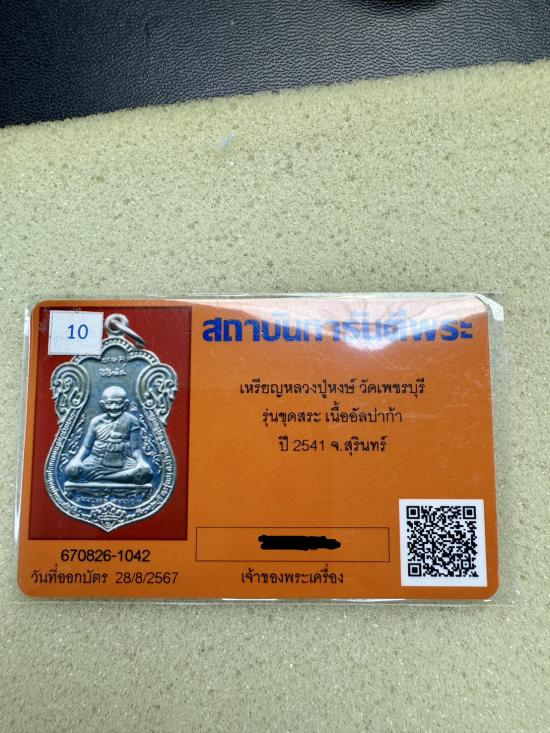 10
สถาบันการันตีพระ
เหรียญหลวงปู่หงษ์ วัดเพชรบุรี
รุ่นขุดสระ เนื้ออัลปาก้า
ปี 2541 จ.สุรินทร์
670826-1042
วันที่ออกบัตร 28/8/2567
เจ้าของพระเครื่อง